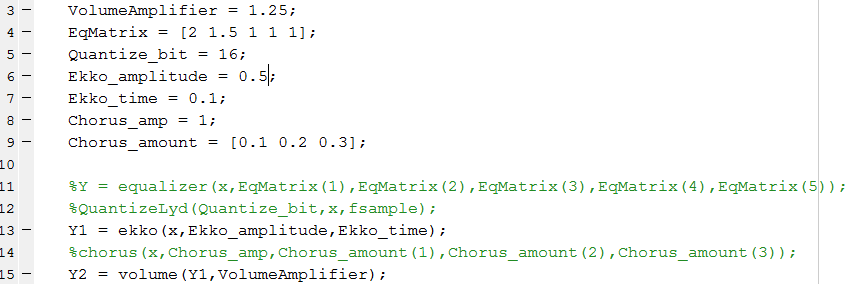 3 - VolumeAmplifier = 1.25;
4 - EqMatrix = [2 1.5 1 1 1];
5 - Quantize_bit = 16;
6 - Ekko_amplitude = 0.5;
7 - Ekko_time = 0.1;
8 - Chorus_amp = 1;
9 - Chorus_amount = [0.1 0.2 0.3];
10
11 %Y = equalizer(x,EqMatrix(1),EqMatrix(2),EqMatrix(3),EqMatrix(4),EqMatrix(5));
12 %QuantizeLyd(Quantize_bit,x,fsample);
13 - Y1 = ekko(x,Ekko_amplitude,Ekko_time);
14 %chorus(x,Chorus_amp,Chorus_amount(1),Chorus_amount(2),Chorus_amount(3));
15 - Y2 = volume(Y1,VolumeAmplifier);